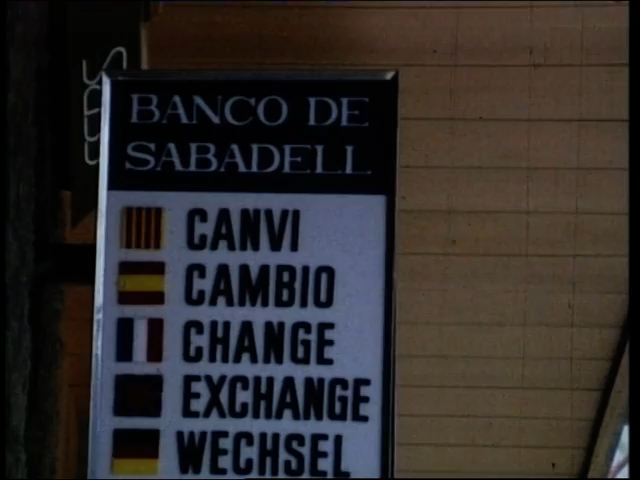 BANCO DE
SABADELL
CANVI
CAMBIO
CHANGE
EXCHANGE
WECHSEL